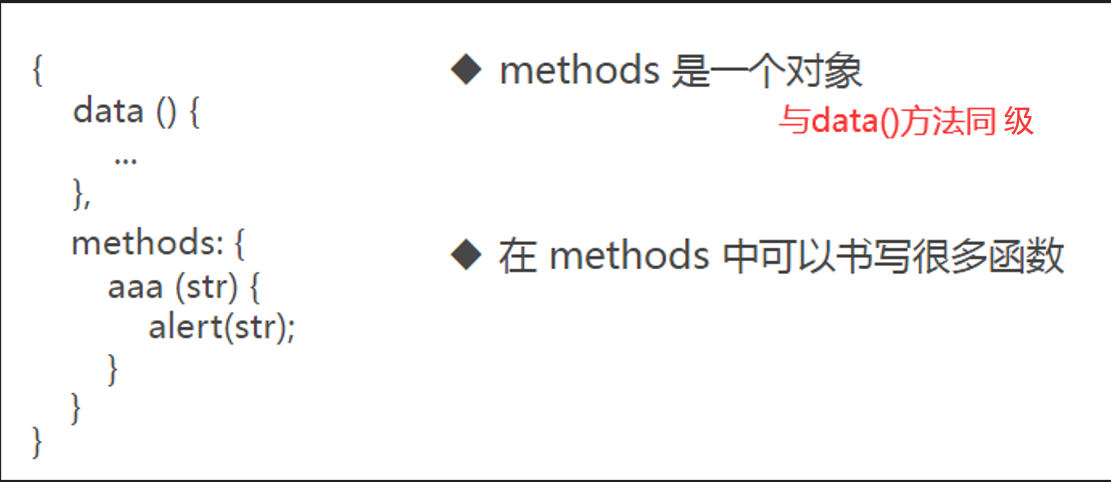 {
data () {
...
},
methods: {
aaa (str) {
alert(str);
}
}
}
◆ methods 是一个对象
与data()方法同 级
◆ 在 methods 中可以书写很多函数